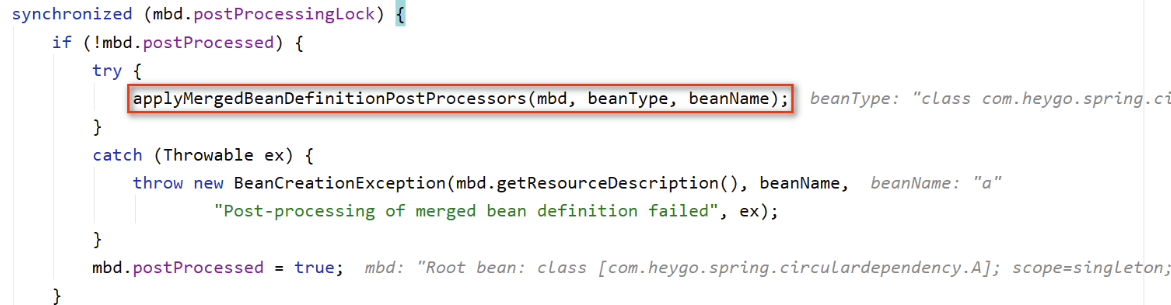 synchronized (mbd.postProcessingLock) {
if (!mbd.postProcessed) {
try {
applyMergedBeanDefinitionPostProcessors(mbd, beanType, beanName); beanType: "class com.heygo.spring.ci
}
catch (Throwable ex) {
throw new BeanCreationException(mbd.getResourceDescription(), beanName, beanName: "a"
"Post-processing of merged bean definition failed", ex);
}
mbd.postProcessed = true; mbd: "Root bean: class [com.heygo.spring.circulardependency.A]; scope=singleton;
}